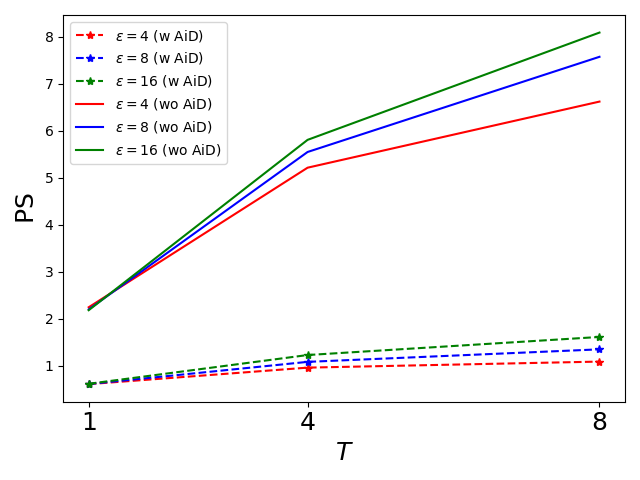 ε = 4 (w AiD)
ε = 8 (w AiD)
ε = 16 (w AiD)
ε = 4 (wo AiD)
ε = 8 (wo AiD)
ε = 16 (wo AiD)
8
7
6
5
4
3
2
1
PS
1 4 8
T